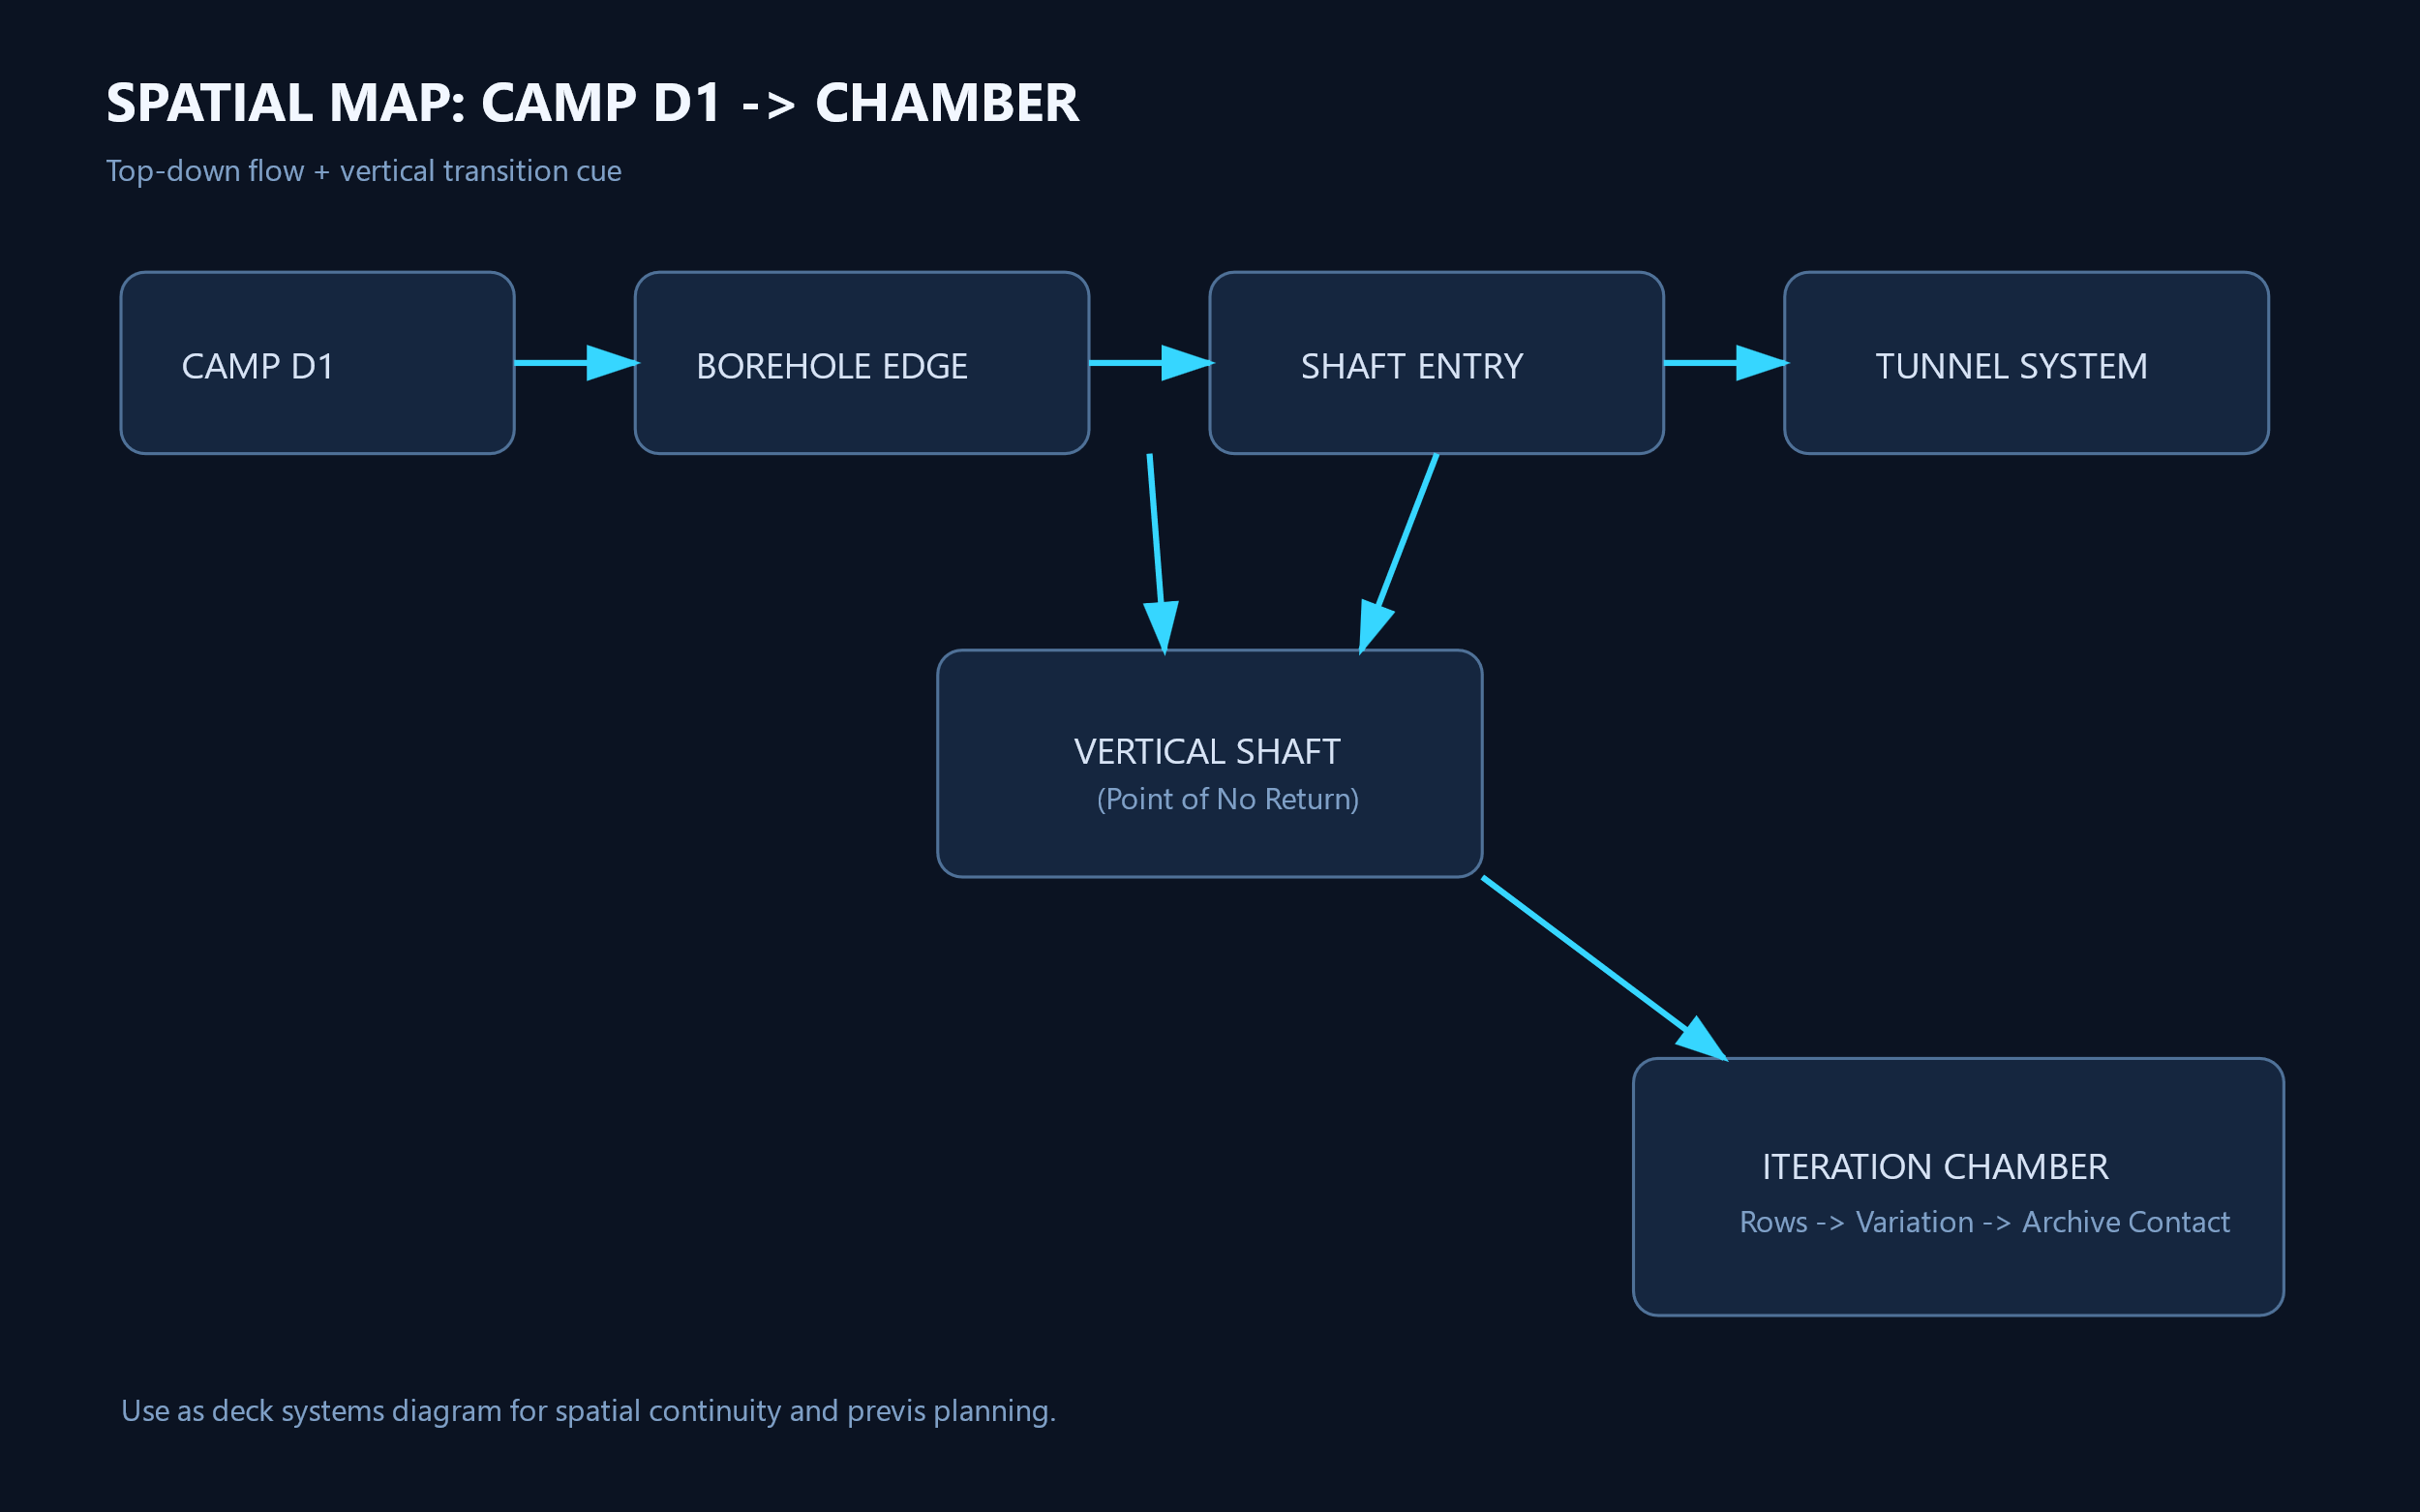 SPATIAL MAP: CAMP D1 -> CHAMBER
Top-down flow + vertical transition cue
CAMP D1
BOREHOLE EDGE
SHAFT ENTRY
TUNNEL SYSTEM
VERTICAL SHAFT
(Point of No Return)
ITERATION CHAMBER
Rows -> Variation -> Archive Contact
Use as deck systems diagram for spatial continuity and previs planning.